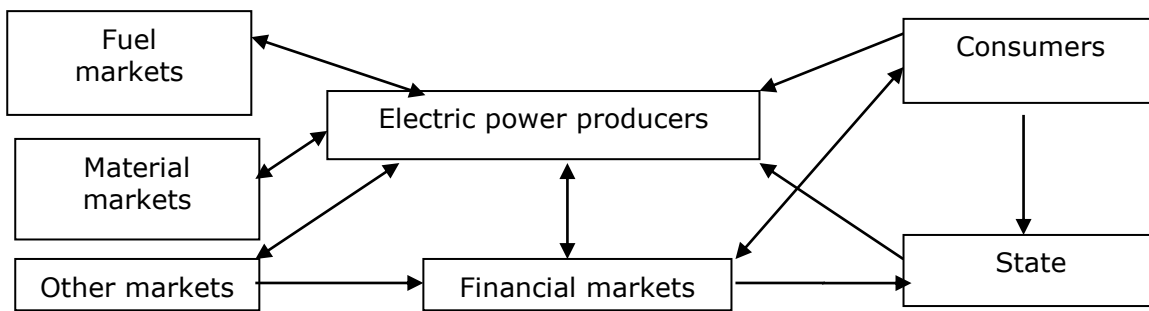 Fuel
markets
Consumers
Electric power producers
Material
markets
State
Other markets
Financial markets